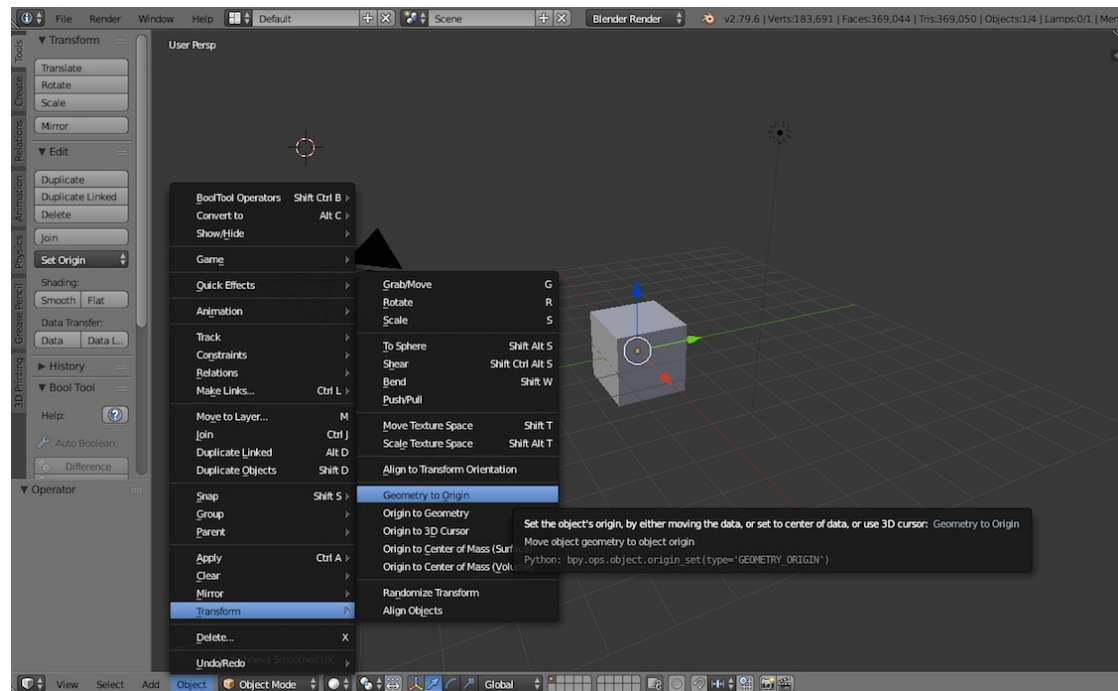 File Render Window Help Default Scene Blender Render v2.79.6 | Verts:183,691 | Faces:369,044 | Tris:369,050 | Objects:1/4 | Lamps:0/1 |
Tools
Create
Relations
Animation
Physics
Grease Pencil
3D Printing
Transform
Translate
Rotate
Scale
Mirror
Edit
Duplicate
Duplicate Linked
Delete
Join
Set Origin
Shading:
Smooth Flat
Data Transfer:
Data Data L..
History
Bool Tool
Help:
Auto Boolean:
Difference
Operator
User Persp
BoolTool Operators Shift Ctrl B
Convert to Alt C
Show/Hide
Game
Quick Effects
Animation
Track
Constraints
Relations
Make Links... Ctrl L
Move to Layer... M
Join Ctrl J
Duplicate Linked Alt D
Duplicate Objects Shift D
Snap Shift S
Group
Parent
Apply Ctrl A
Clear
Mirror
Transform
Delete... X
Undo/Redo
Grab/Move G
Rotate R
Scale S
To Sphere Shift Alt S
Shear Shift Ctrl Alt S
Bend Shift W
Push/Pull
Move Texture Space Shift T
Scale Texture Space Shift Alt T
Align to Transform Orientation
Geometry to Origin
Origin to Geometry
Origin to 3D Cursor
Origin to Center of Mass (Surf
Origin to Center of Mass (Volu
Randomize Transform
Align Objects
Set the object's origin, by either moving the data, or set to center of data, or use 3D cursor: Geometry to Origin
Move object geometry to object origin
Python: bpy.ops.object.origin_set(type='GEOMETRY_ORIGIN')
Smoothed UK
View Select Add Object Object Mode Global